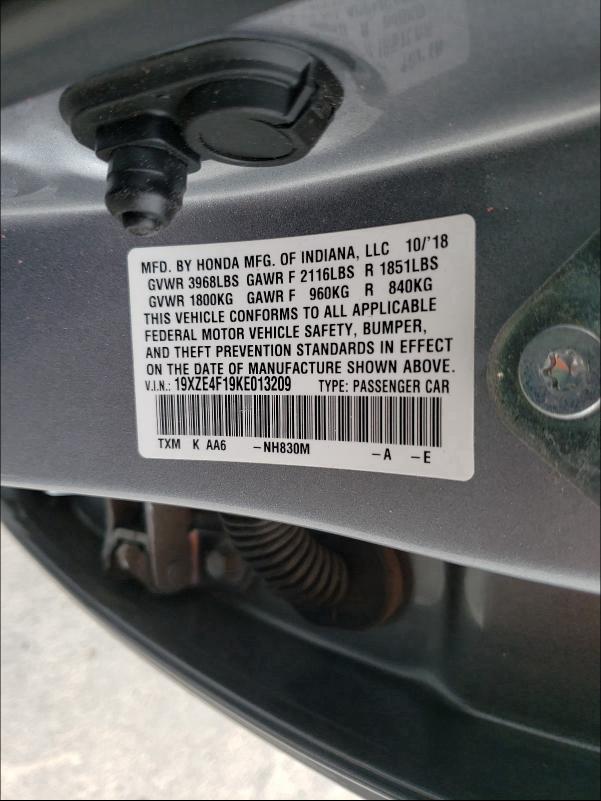 MFD. BY HONDA MFG. OF INDIANA, LLC 10/'18
GVWR 3968LBS GAWR F 2116LBS R 1851LBS
GVWR 1800KG GAWR F 960KG R 840KG
THIS VEHICLE CONFORMS TO ALL APPLICABLE
FEDERAL MOTOR VEHICLE SAFETY, BUMPER,
AND THEFT PREVENTION STANDARDS IN EFFECT
ON THE DATE OF MANUFACTURE SHOWN ABOVE.
V.I.N.: 19XZE4F19KE013209 TYPE: PASSENGER CAR
TXM K AA6 -NH830M -A -E